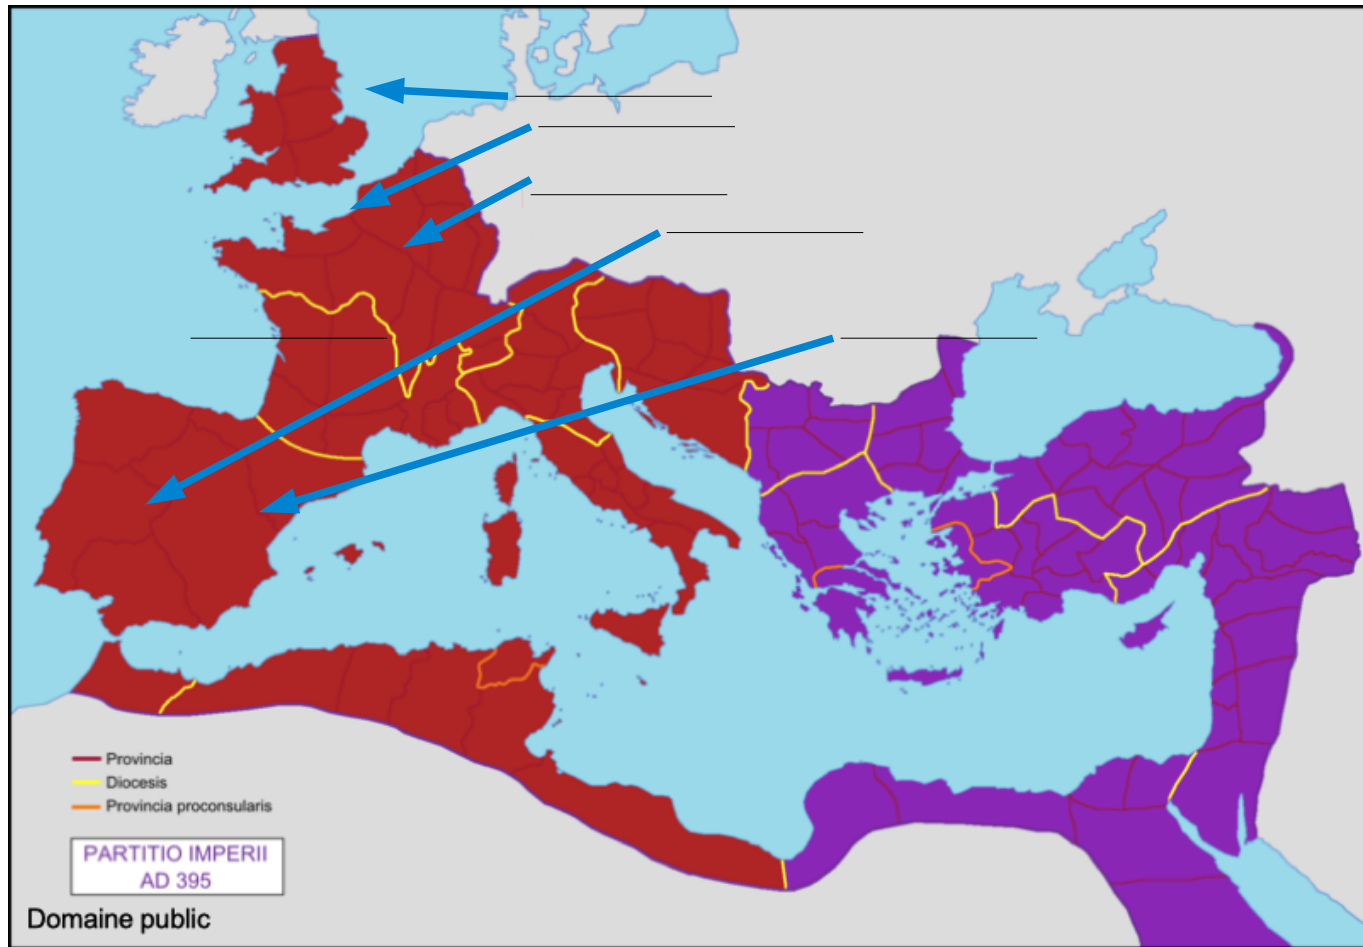 Provincia
Diocesis
Provincia proconsularis
PARTITIO IMPERII
AD 395
Domaine public